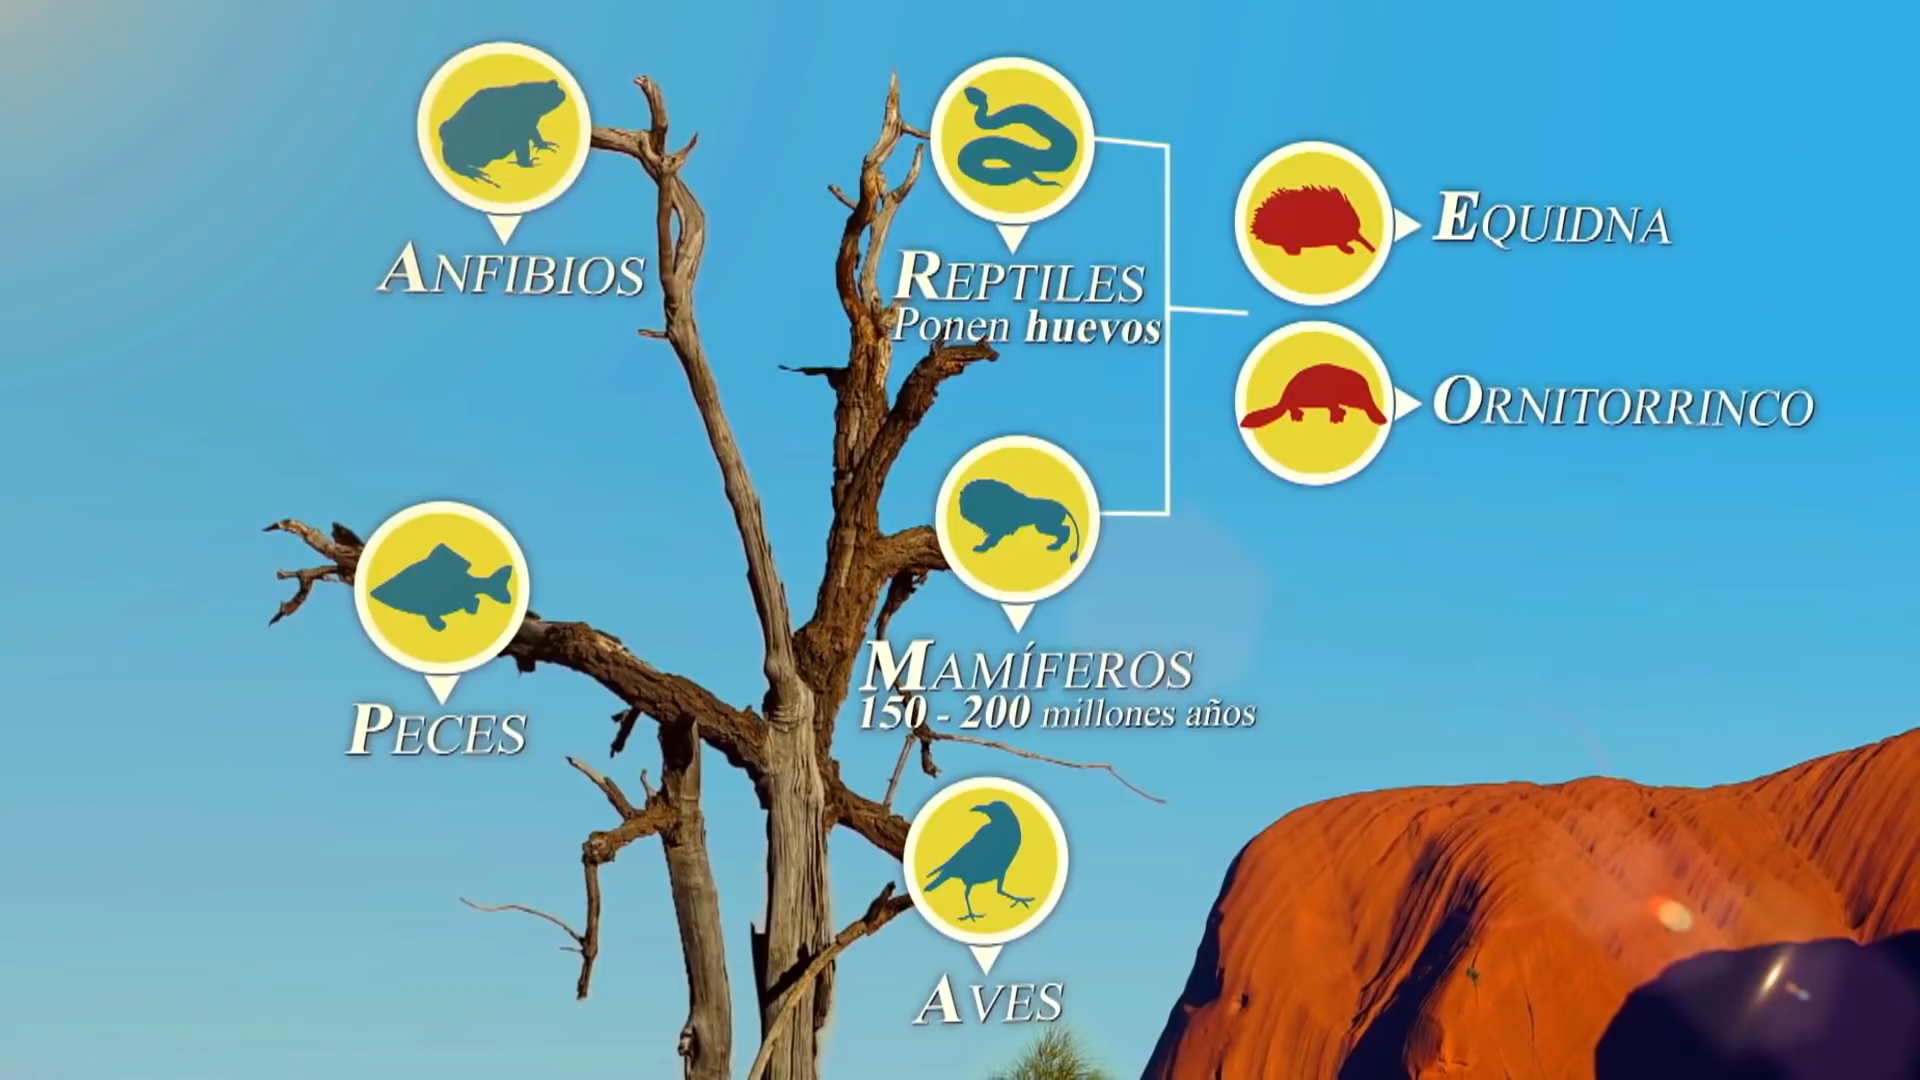 ANFIBIOS
REPTILES
Ponen huevos
EQUIDNA
ORNITORRINCO
PECES
MAMÍFEROS
150 - 200 millones años
AVES